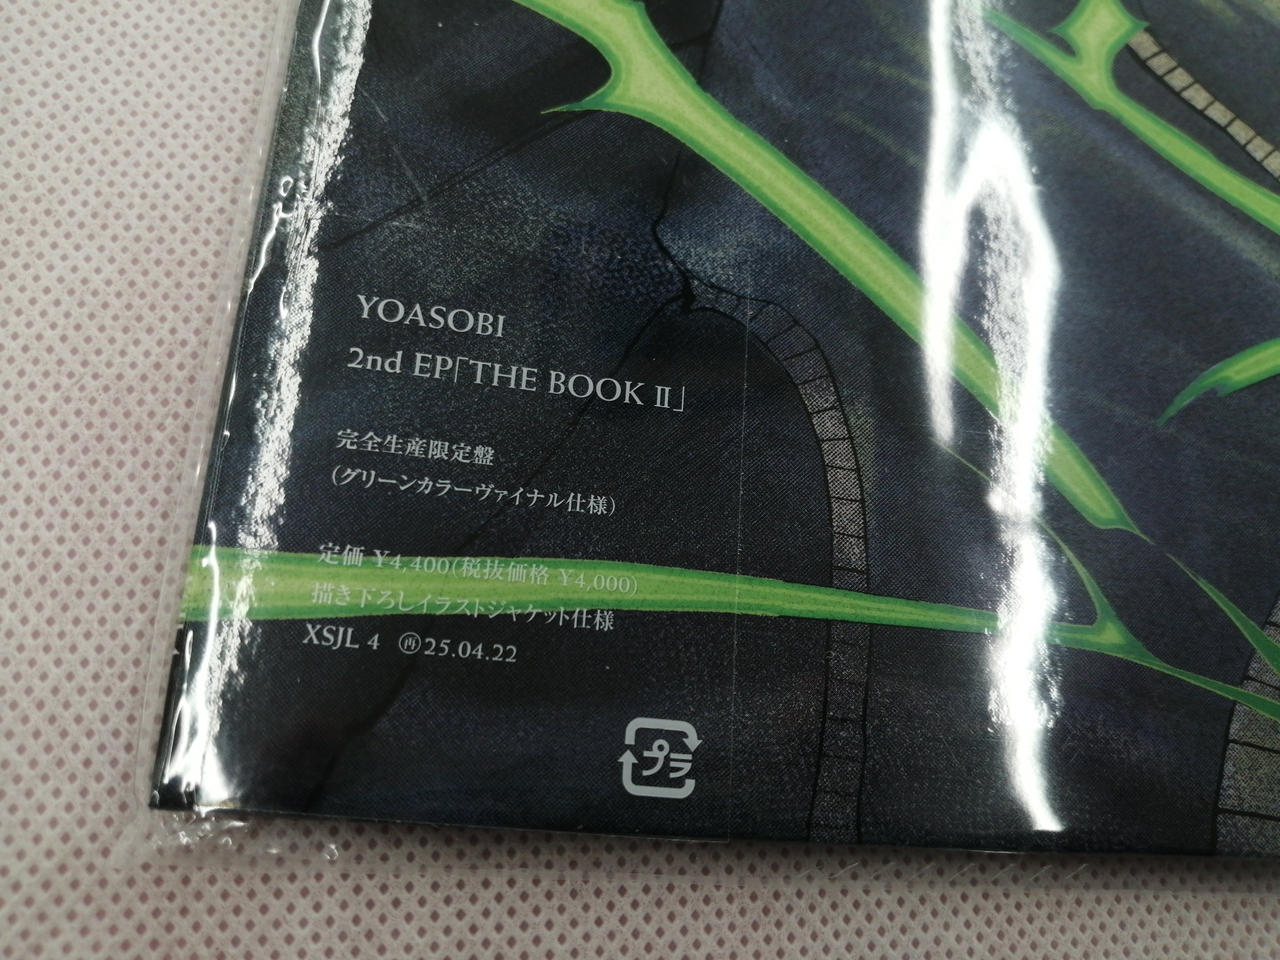 YOASOBI
2nd EP「THE BOOK Ⅱ」
完全生産限定盤
(グリーンカラーヴァイナル仕様)
定価 ¥4,400(税抜価格 ¥4,000)
描き下ろしイラストジャケット仕様
XSJL 4 ㊢25.04.22
プラ